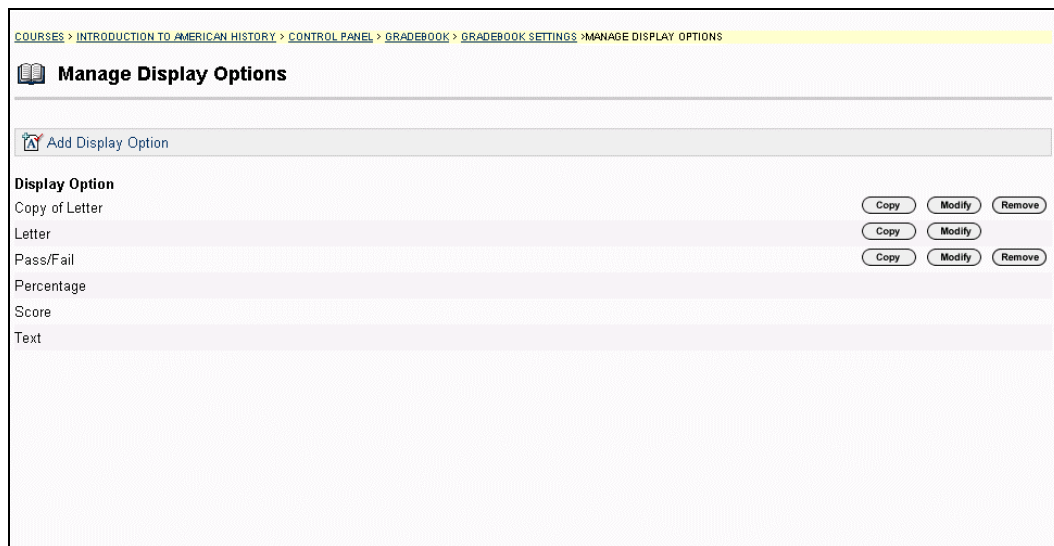 COURSES > INTRODUCTION TO AMERICAN HISTORY > CONTROL PANEL > GRADEBOOK > GRADEBOOK SETTINGS >MANAGE DISPLAY OPTIONS
Manage Display Options
Add Display Option
Display Option
Copy of Letter Copy Modify Remove
Letter Copy Modify
Pass/Fail Copy Modify Remove
Percentage
Score
Text